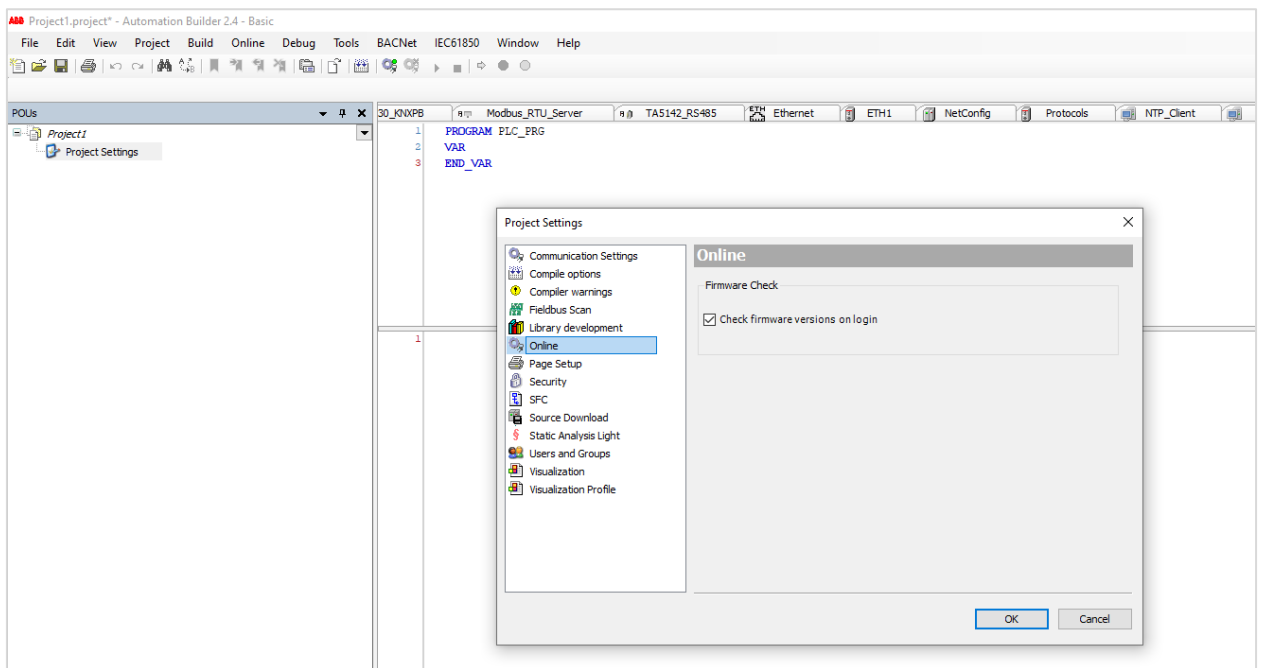 ABB Project1.project* - Automation Builder 2.4 - Basic
File Edit View Project Build Online Debug Tools BACNet IEC61850 Window Help
POUs
Project1
Project Settings
30_KNXPB Modbus_RTU_Server TA5142_RS485 ETH Ethernet ETH1 NetConfig Protocols NTP_Client
1 PROGRAM PLC_PRG
2 VAR
3 END_VAR
1
Project Settings
Communication Settings
Compile options
Compiler warnings
Fieldbus Scan
Library development
Online
Page Setup
Security
SFC
Source Download
Static Analysis Light
Users and Groups
Visualization
Visualization Profile
Online
Firmware Check
Check firmware versions on login
OK Cancel